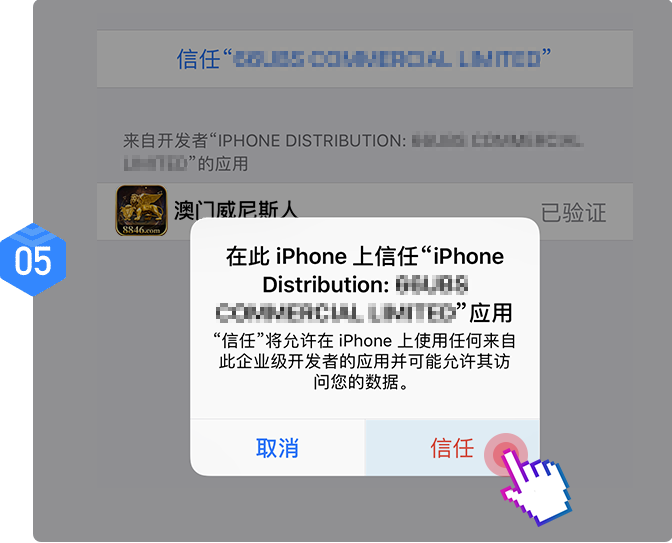 信任“ ”
来自开发者“IPHONE DISTRIBUTION:
”的应用
8846.com
澳门威尼斯人
已验证
05
在此 iPhone 上信任“iPhone
Distribution:
”应用
“信任”将允许在 iPhone 上使用任何来自
此企业级开发者的应用并可能允许其访
问您的数据。
取消
信任